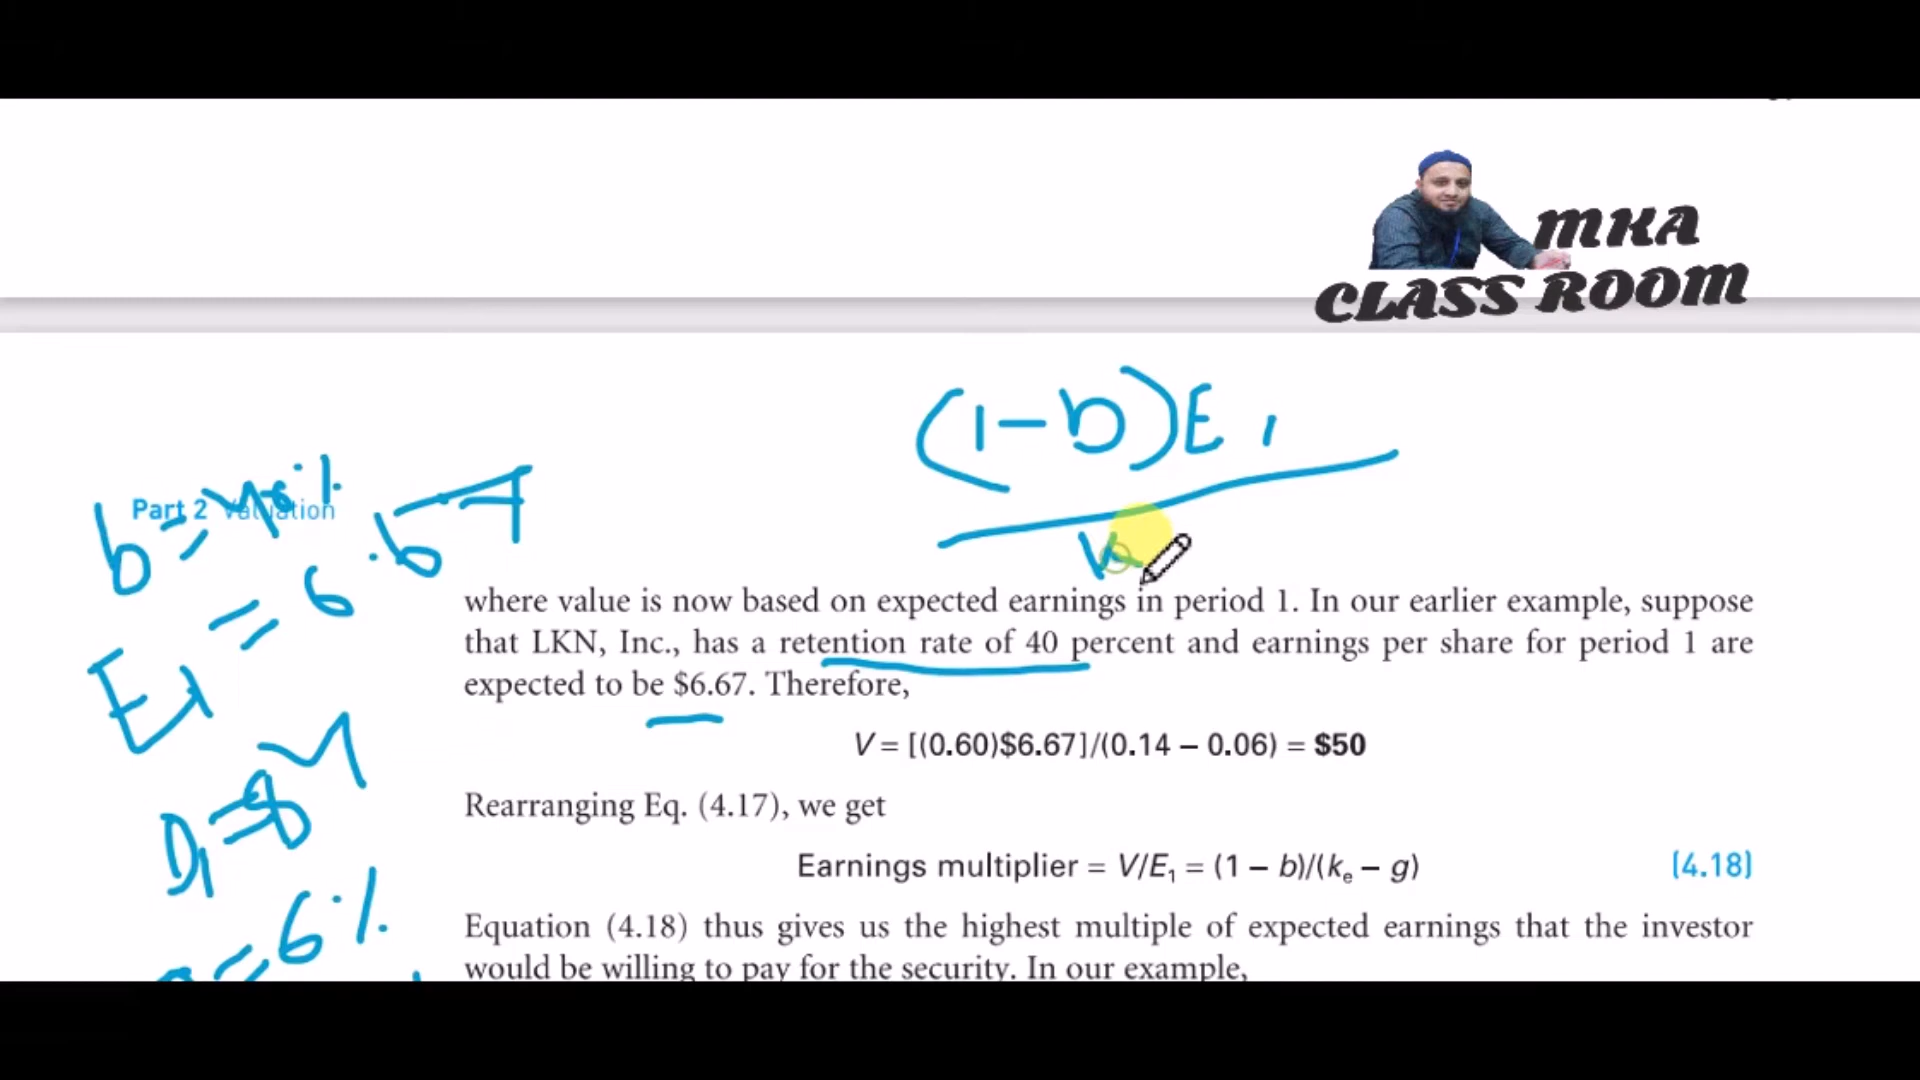 MKA
CLASS ROOM
(1-b)E1
k
b=40%
Part 2 Valuation
E1=6.67
where value is now based on expected earnings in period 1. In our earlier example, suppose
that LKN, Inc., has a retention rate of 40 percent and earnings per share for period 1 are
expected to be $6.67. Therefore,
V = [(0.60)$6.67]/(0.14 – 0.06) = $50
Rearranging Eq. (4.17), we get
D1=$4
Earnings multiplier = V/E₁ = (1 – b)/(kₑ – g) (4.18)
=6%
Equation (4.18) thus gives us the highest multiple of expected earnings that the investor
would be willing to pay for the security. In our example,